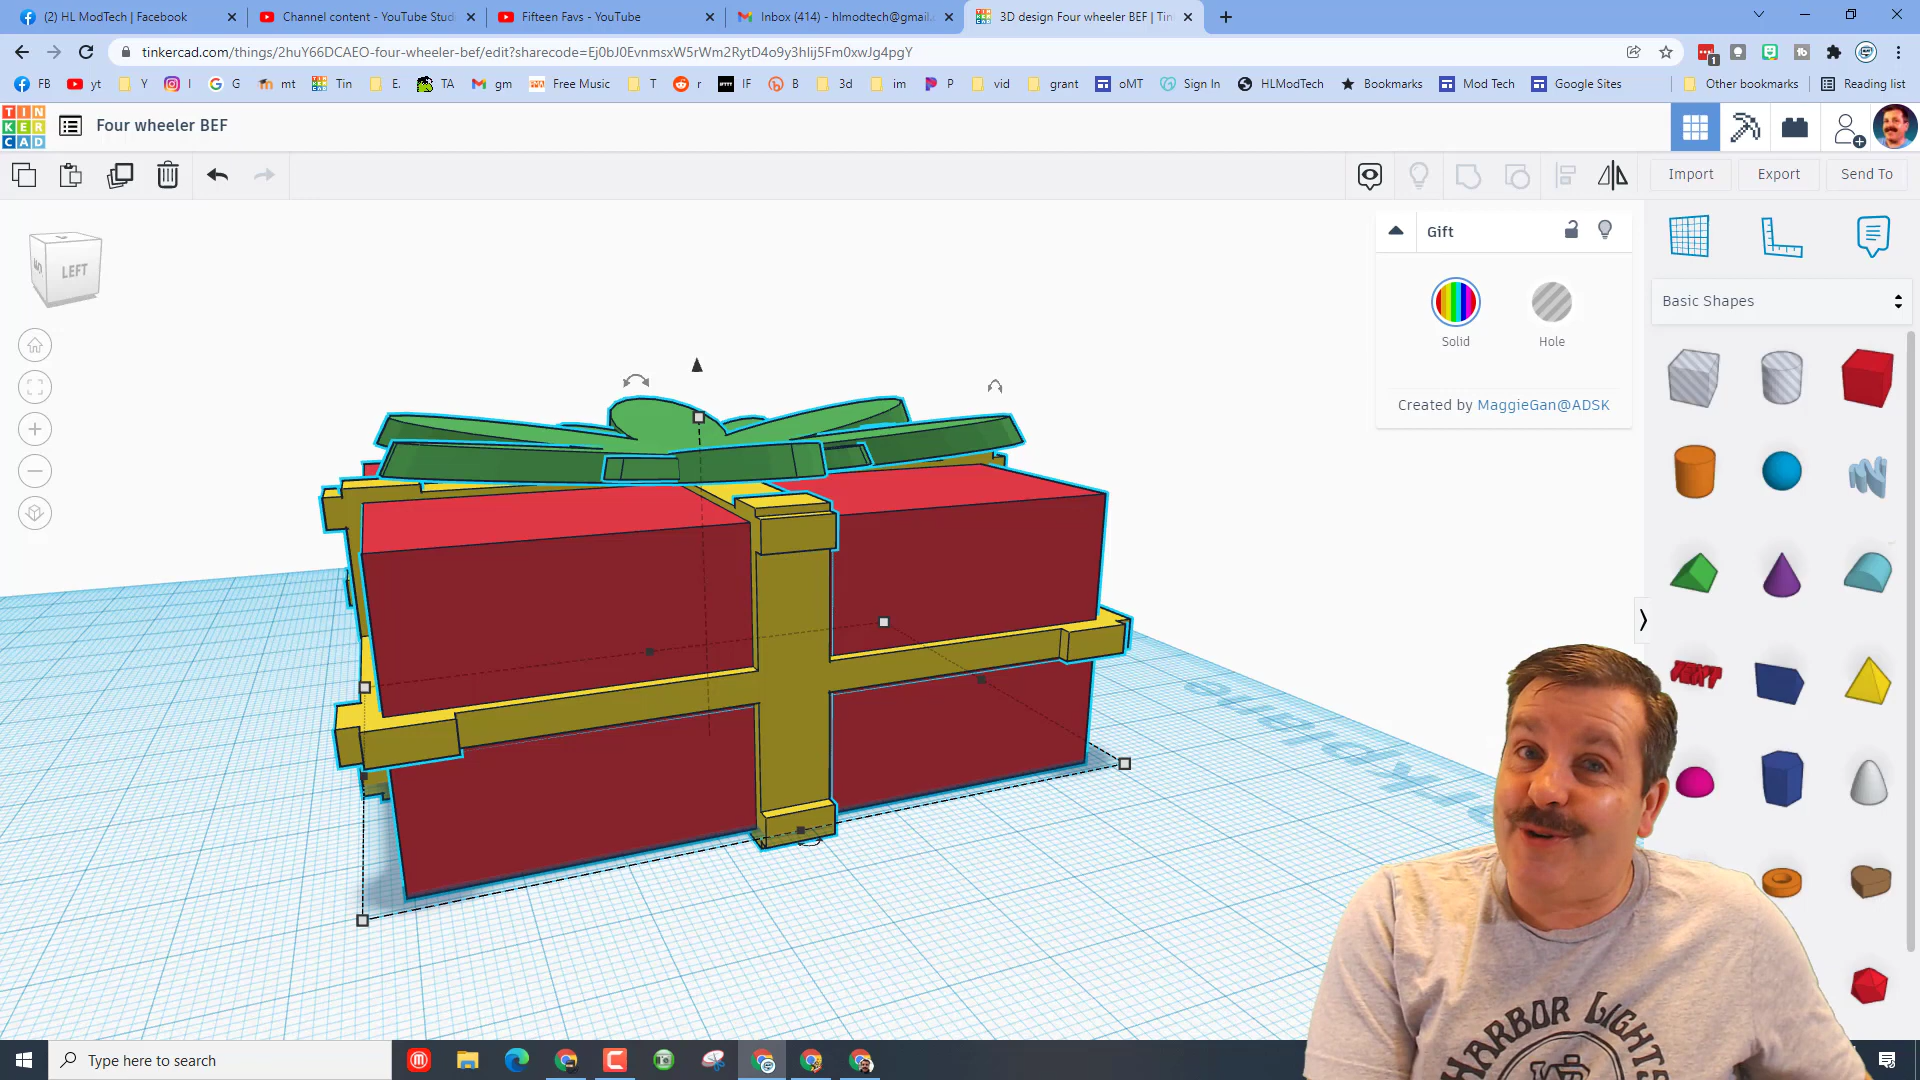 (2) HL ModTech | Facebook
Channel content - YouTube Stud
Fifteen Favs - YouTube
Inbox (414) - hlmodtech@gmail.c
3D design Four wheeler BEF | Tin
tinkercad.com/things/2huY66DCAEO-four-wheeler-bef/edit?sharecode=Ej0bJ0EvnmsxW5rWm2RytD4o9y3hIij5Fm0xwJg4pgY
1
FB yt Y I G mt Tin E. TA gm Free Music T r IF B 3d im P vid grant oMT Sign In HLModTech Bookmarks Mod Tech Google Sites Other bookmarks Reading list
TIN
KER
CAD
Four wheeler BEF
Import
Export
Send To
LEFT
Gift
Solid
Hole
Created by MaggieGan@ADSK
Basic Shapes
TEXT
HARBOR LIGHTS
Type here to search